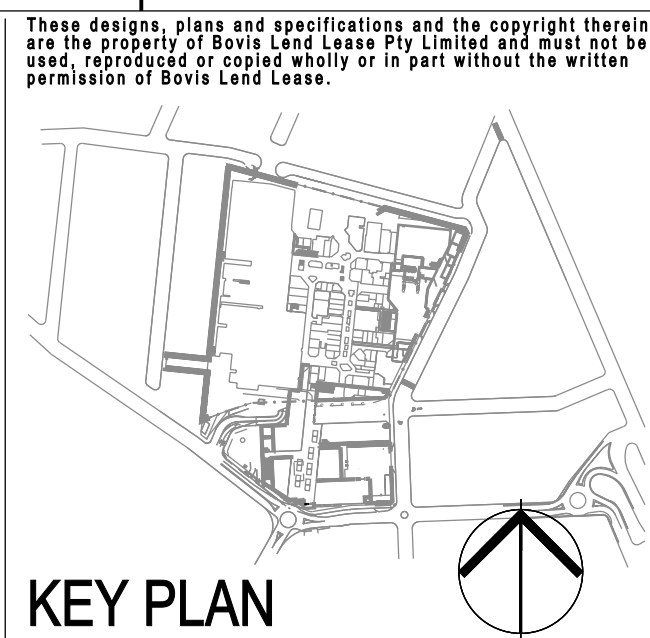 These designs, plans and specifications and the copyright therein
are the property of Bovis Lend Lease Pty Limited and must not be
used, reproduced or copied wholly or in part without the written
permission of Bovis Lend Lease.
KEY PLAN